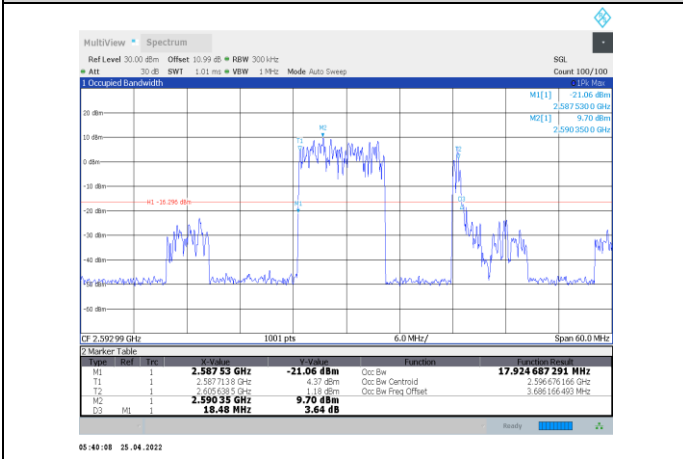 MultiView Spectrum
Ref Level 30.00 dBm Offset 10.99 dB RBW 300 kHz SGL
Att 30 dB SWT 1.01 ms VBW 1 MHz Mode Auto Sweep Count 100/100
1 Occupied Bandwidth 1Pk Max
M1[1] -21.06 dBm
2.587 530 0 GHz
M2[1] 9.70 dBm
2.590 350 0 GHz
20 dBm
M2
10 dBm
T1
T2
0 dBm
-10 dBm
H1 -16.295 dBm
D3
M1
-20 dBm
-30 dBm
-40 dBm
-50 dBm
-60 dBm
CF 2.592 99 GHz 1001 pts 6.0 MHz/ Span 60.0 MHz
2 Marker Table
Type Ref Trc X-Value Y-Value Function Function Result
M1 1 2.587 53 GHz -21.06 dBm Occ Bw 17.924 687 291 MHz
T1 1 2.587 713 8 GHz 4.37 dBm Occ Bw Centroid 2.596 676 166 GHz
T2 1 2.605 638 5 GHz 1.18 dBm Occ Bw Freq Offset 3.686 166 493 MHz
M2 1 2.590 35 GHz 9.70 dBm
D3 M1 1 18.48 MHz 3.64 dB
Ready
05:40:08 25.04.2022